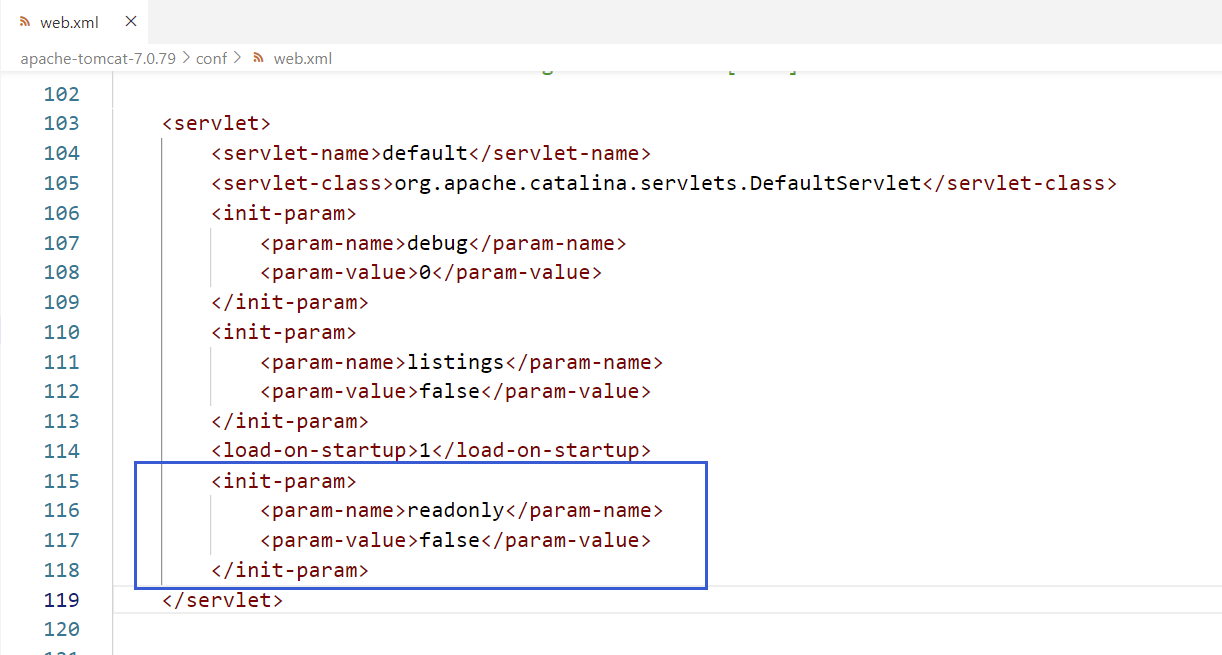 web.xml
apache-tomcat-7.0.79 > conf > web.xml
102
103 <servlet>
104 <servlet-name>default</servlet-name>
105 <servlet-class>org.apache.catalina.servlets.DefaultServlet</servlet-class>
106 <init-param>
107 <param-name>debug</param-name>
108 <param-value>0</param-value>
109 </init-param>
110 <init-param>
111 <param-name>listings</param-name>
112 <param-value>false</param-value>
113 </init-param>
114 <load-on-startup>1</load-on-startup>
115 <init-param>
116 <param-name>readonly</param-name>
117 <param-value>false</param-value>
118 </init-param>
119 </servlet>
120